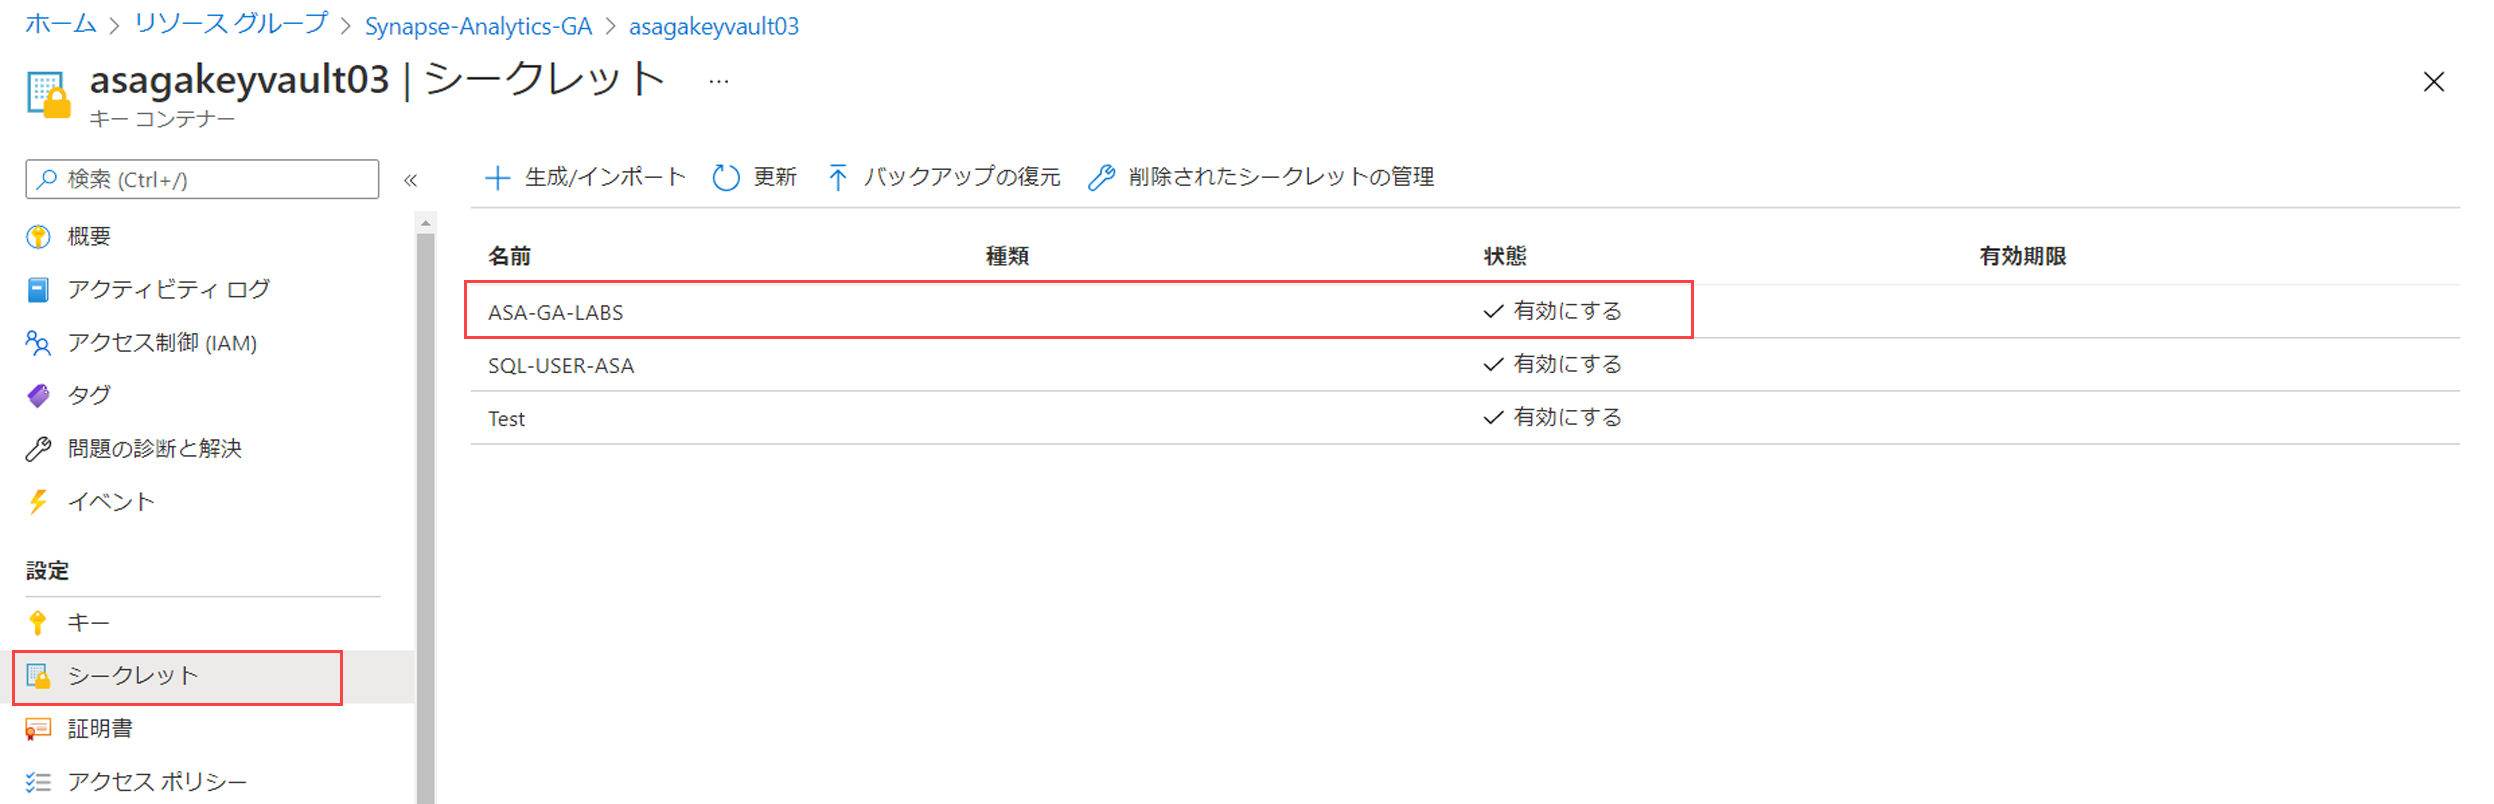 ホーム > リソース グループ > Synapse-Analytics-GA > asagakeyvault03
asagakeyvault03 | シークレット ...
キー コンテナー
検索 (Ctrl+/)
«
生成/インポート 更新 バックアップの復元 削除されたシークレットの管理
概要
アクティビティ ログ
アクセス制御 (IAM)
タグ
問題の診断と解決
イベント
設定
キー
シークレット
証明書
アクセス ポリシー
名前 種類 状態 有効期限
ASA-GA-LABS ✓ 有効にする
SQL-USER-ASA ✓ 有効にする
Test ✓ 有効にする